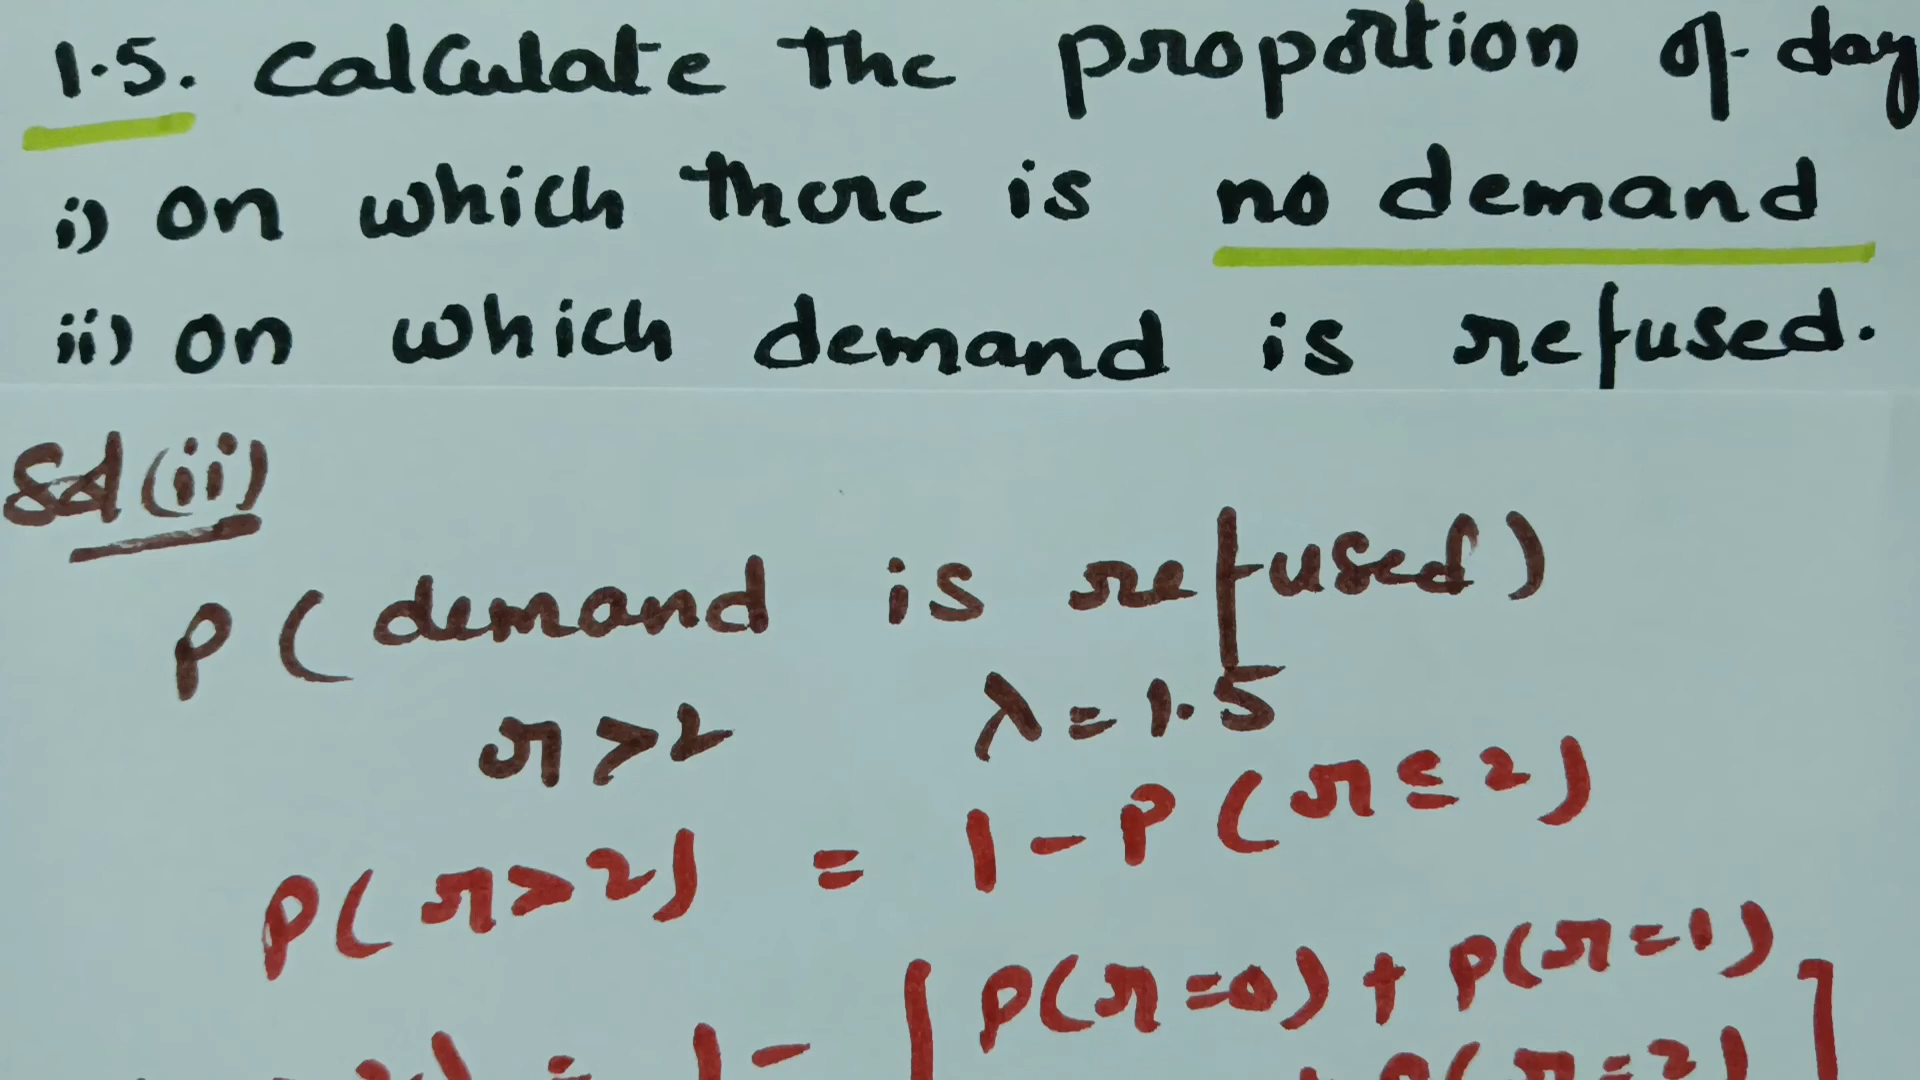 1.5. Calculate the proportion of day
i) on which there is no demand
ii) on which demand is refused.
Sol (ii)
P( demand is refused)
r>2 λ=1.5
P( r>2) = 1-P( r≤2)
P(r=0)+P(r=1)
= 1- [ +P(r=2) ]